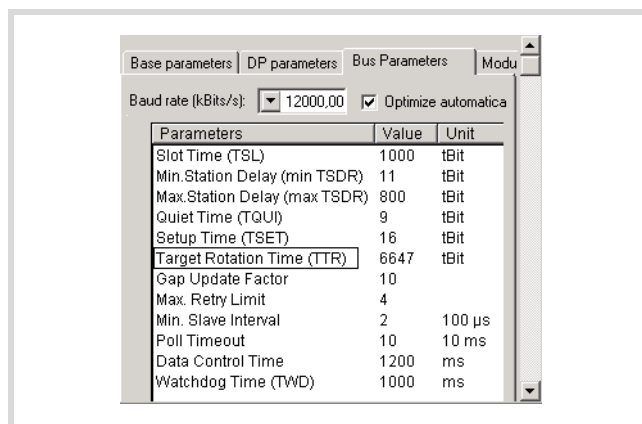 Base parameters DP parameters Bus Parameters Modu
Baud rate (kBits/s): 12000,00 Optimize automatica
Parameters Value Unit
Slot Time (TSL) 1000 tBit
Min.Station Delay (min TSDR) 11 tBit
Max.Station Delay (max TSDR) 800 tBit
Quiet Time (TQUI) 9 tBit
Setup Time (TSET) 16 tBit
Target Rotation Time (TTR) 6647 tBit
Gap Update Factor 10
Max. Retry Limit 4
Min. Slave Interval 2 100 µs
Poll Timeout 10 10 ms
Data Control Time 1200 ms
Watchdog Time (TWD) 1000 ms